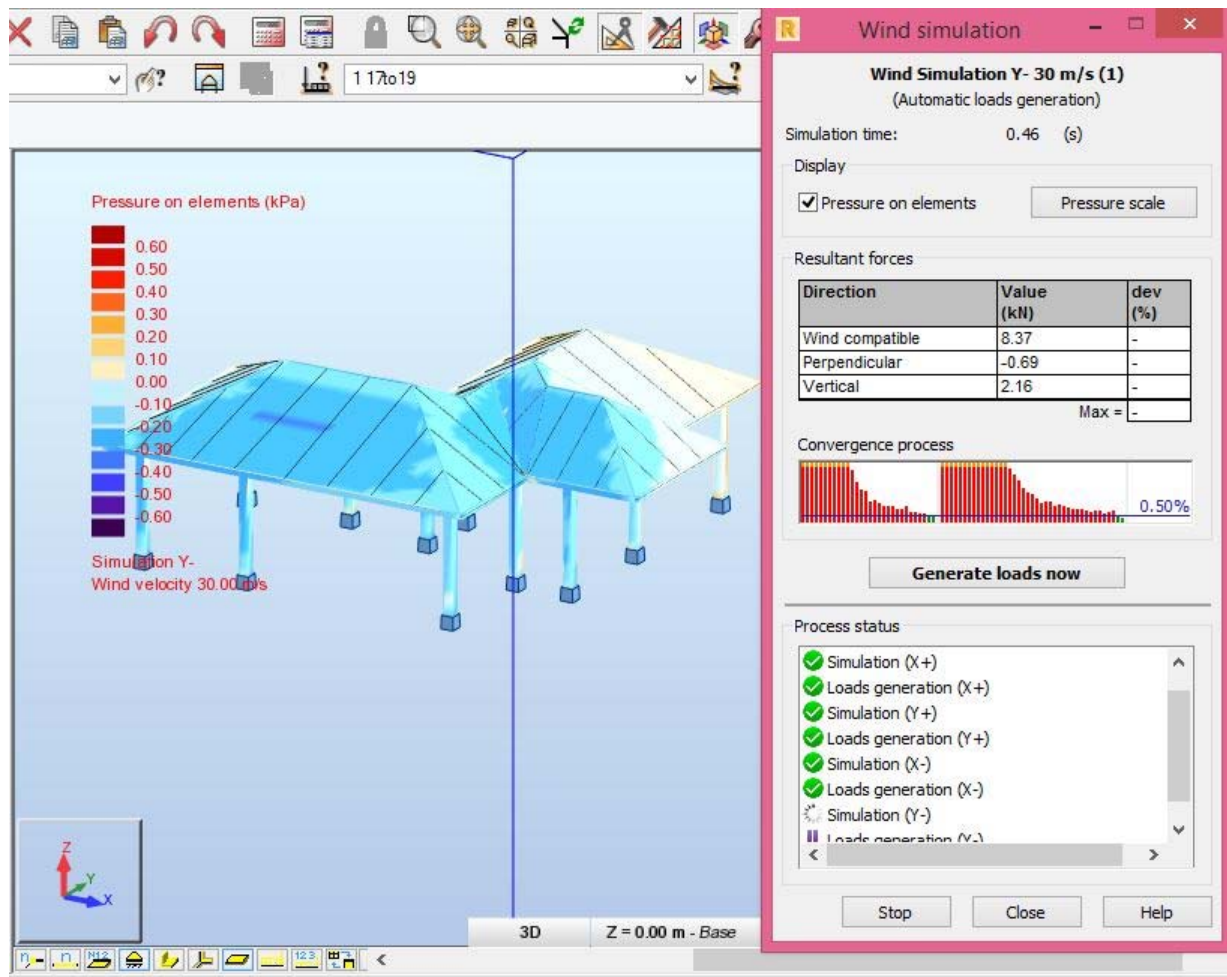 1 17to19
Pressure on elements (kPa)
0.60
0.50
0.40
0.30
0.20
0.10
0.00
-0.10
-0.20
-0.30
-0.40
-0.50
-0.60
Simulation Y-
Wind velocity 30.00 m/s
Z
Y
X
3D
Z = 0.00 m - Base
Wind simulation
Wind Simulation Y- 30 m/s (1)
(Automatic loads generation)
Simulation time: 0.46 (s)
Display
Pressure on elements Pressure scale
Resultant forces
Direction Value (kN) dev (%)
Wind compatible 8.37 -
Perpendicular -0.69 -
Vertical 2.16 -
Max = -
Convergence process
0.50%
Generate loads now
Process status
Simulation (X+)
Loads generation (X+)
Simulation (Y+)
Loads generation (Y+)
Simulation (X-)
Loads generation (X-)
Simulation (Y-)
Loads generation (Y-)
Stop Close Help